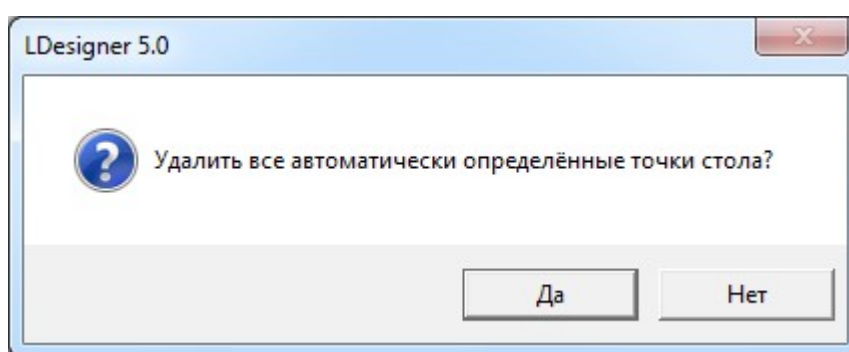 LDesigner 5.0
Удалить все автоматически определённые точки стола?
Да
Нет